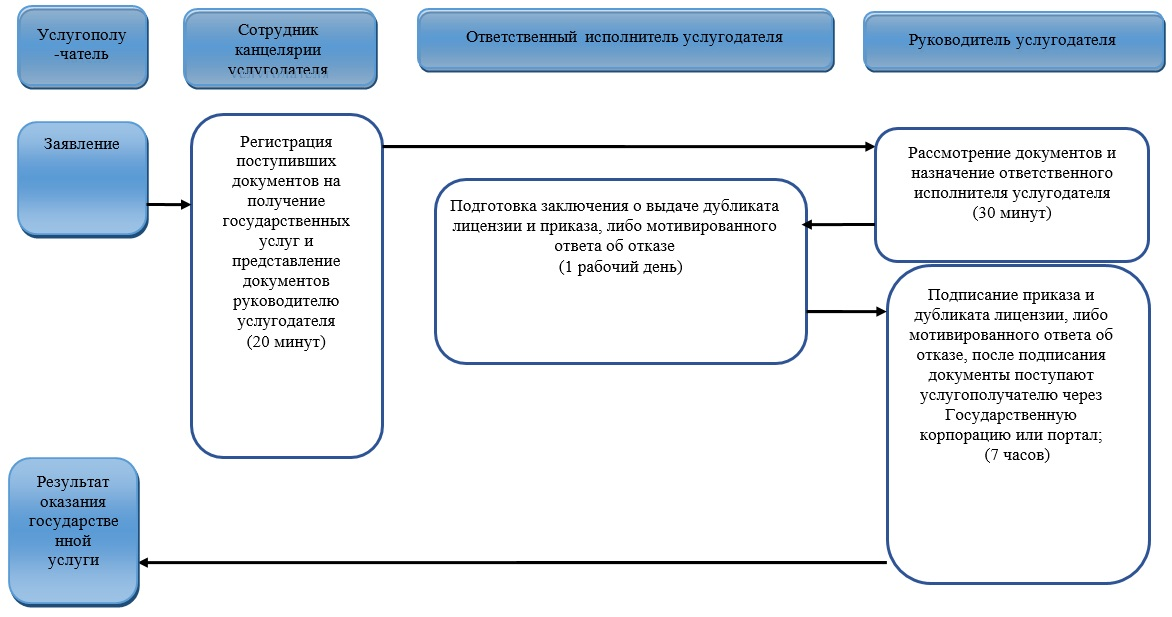 Услугополу
-чатель
Сотрудник
канцелярии
услугодателя
Ответственный исполнитель услугодателя
Руководитель услугодателя
Заявление
Регистрация
поступивших
документов на
получение
государственных
услуг и
представление
документов
руководителю
услугодателя
(20 минут)
Подготовка заключения о выдаче дубликата
лицензии и приказа, либо мотивированного
ответа об отказе
(1 рабочий день)
Рассмотрение документов и
назначение ответственного
исполнителя услугодателя
(30 минут)
Подписание приказа и
дубликата лицензии, либо
мотивированного ответа об
отказе, после подписания
документы поступают
услугополучателю через
Государственную
корпорацию или портал;
(7 часов)
Результат
оказания
государстве
нной
услуги